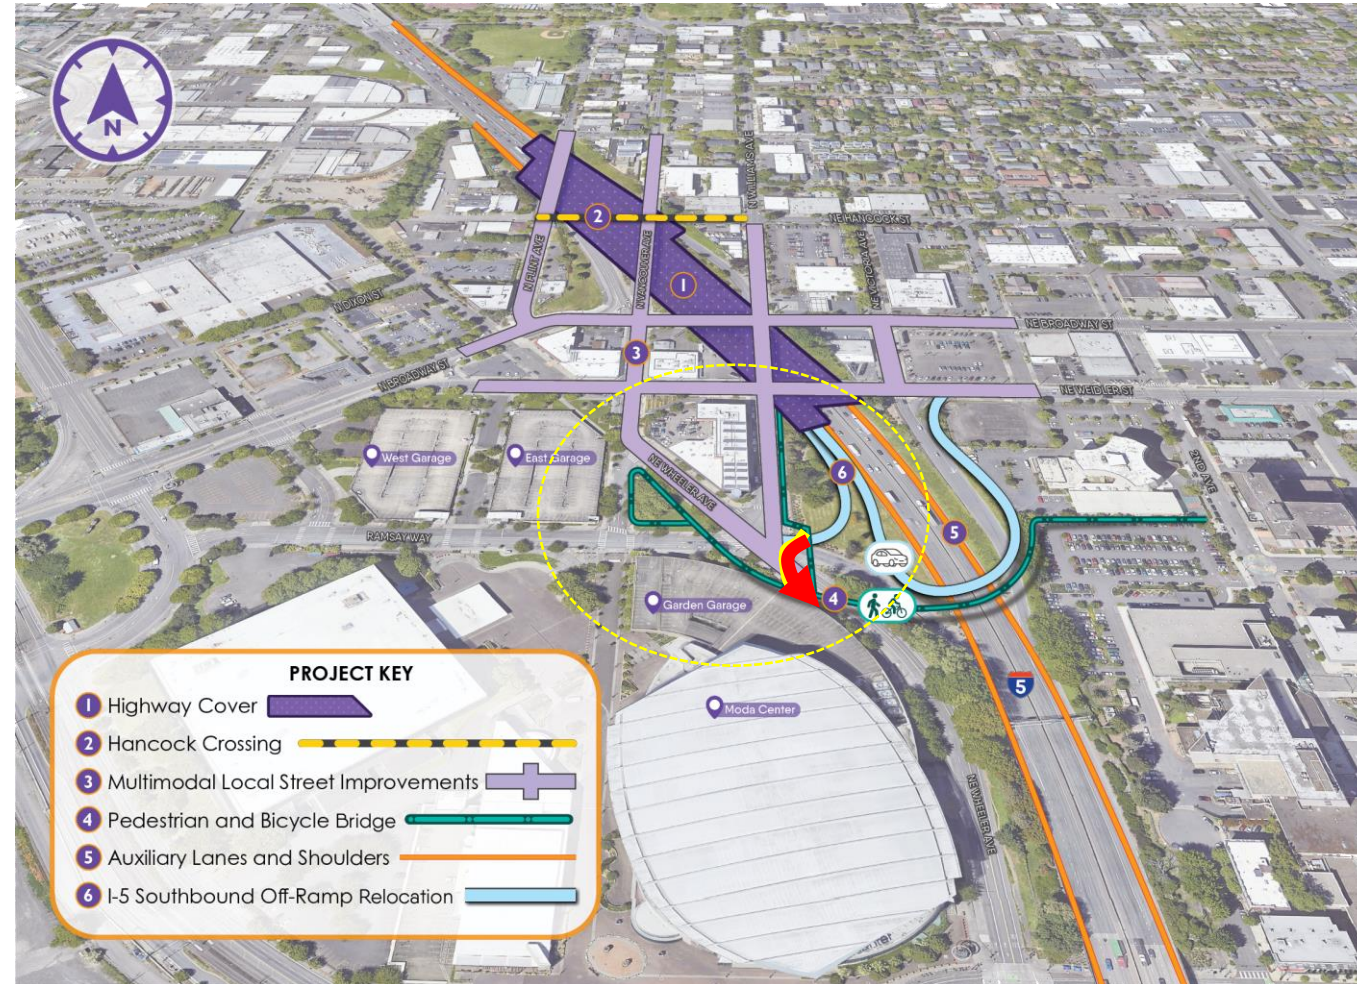 N
N WILLIAMS AVE
2
NE HANCOCK ST
N FLINT AVE
N VANCOUVER AVE
NE VICTORIA AVE
1
N DIXON ST
NE BROADWAY ST
3
N BROADWAY ST
NE WEIDLER ST
West Garage
East Garage
NE WHEELER AVE
6
2ND AVE
RAMSAY WAY
5
Garden Garage
4
5
Moda Center
NE WHEELER AVE
PROJECT KEY
1 Highway Cover
2 Hancock Crossing
3 Multimodal Local Street Improvements
4 Pedestrian and Bicycle Bridge
5 Auxiliary Lanes and Shoulders
6 I-5 Southbound Off-Ramp Relocation